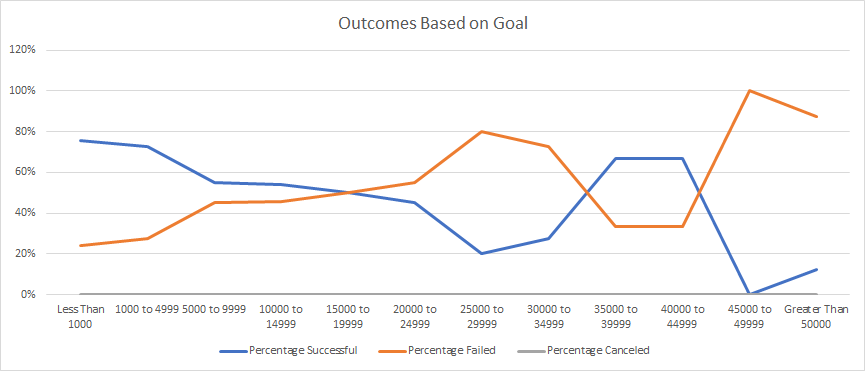 Outcomes Based on Goal
120%
100%
80%
60%
40%
20%
0%
Less Than 1000 to 4999 5000 to 9999 10000 to 15000 to 20000 to 25000 to 30000 to 35000 to 40000 to 45000 to Greater Than
1000 14999 19999 24999 29999 34999 39999 44999 49999 50000
Percentage Successful Percentage Failed Percentage Canceled